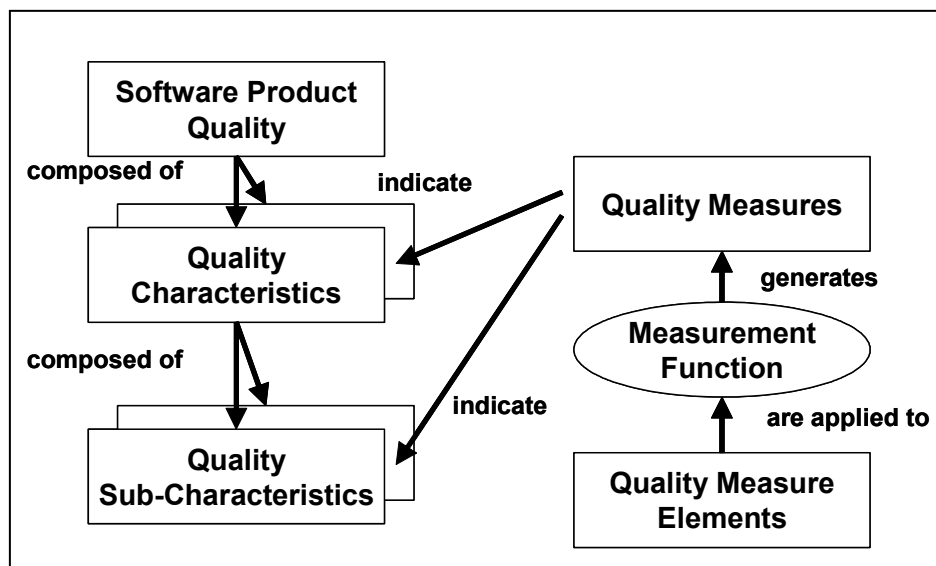 Software Product
Quality
composed of
indicate
Quality Measures
Quality
Characteristics
generates
Measurement
Function
composed of
indicate
are applied to
Quality
Sub-Characteristics
Quality Measure
Elements